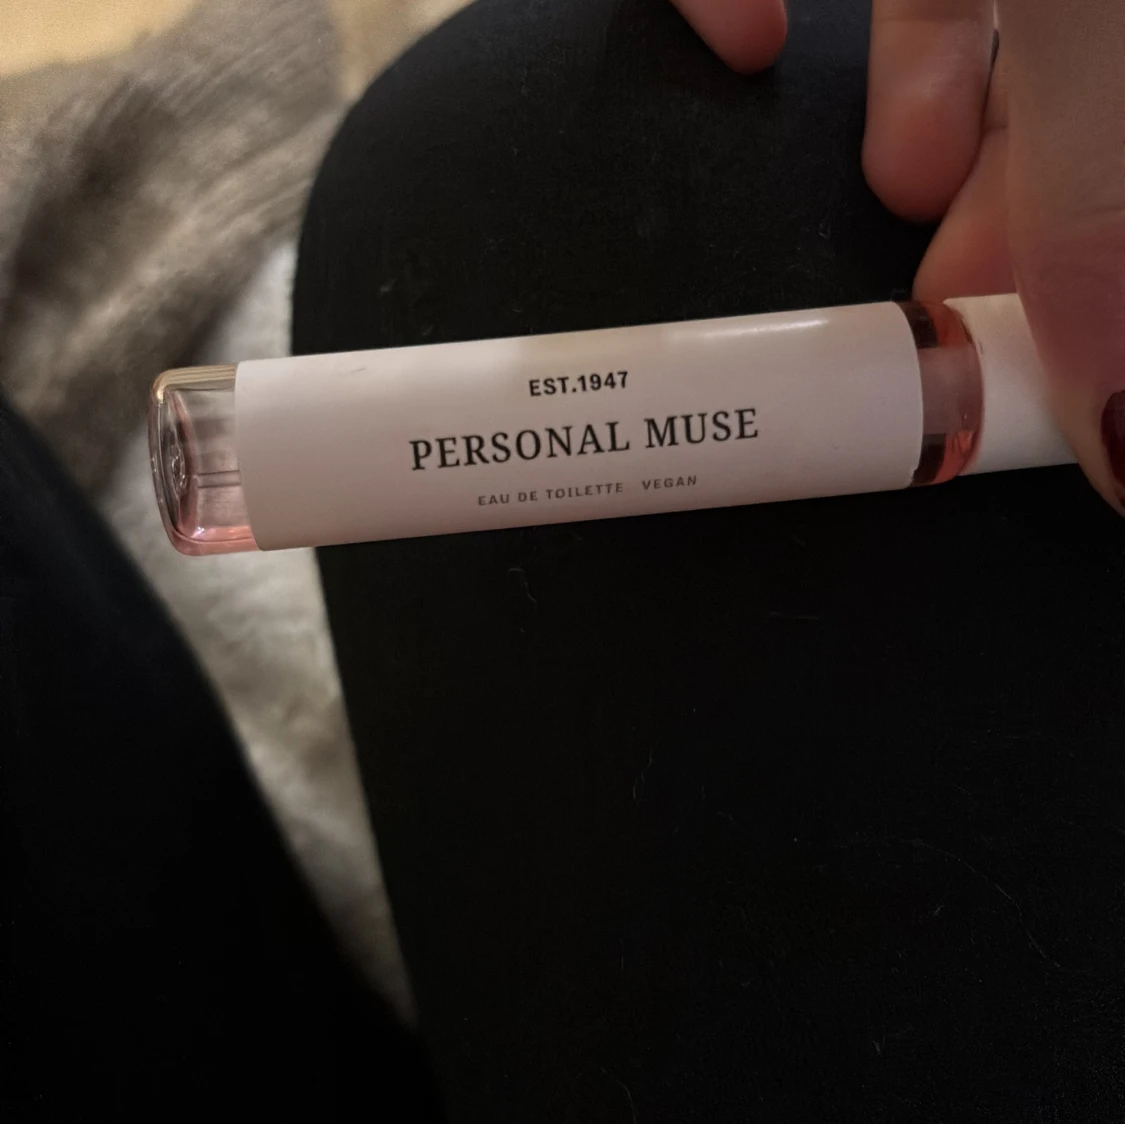 EST.1947
PERSONAL MUSE
EAU DE TOILETTE VEGAN